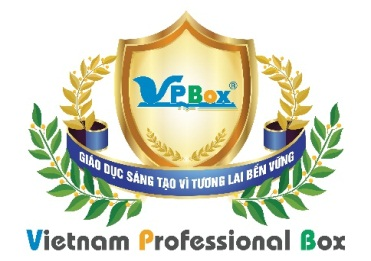 VPBox®
GIÁO DỤC SÁNG TẠO VÌ TƯƠNG LAI BỀN VỮNG
Vietnam Professional Box